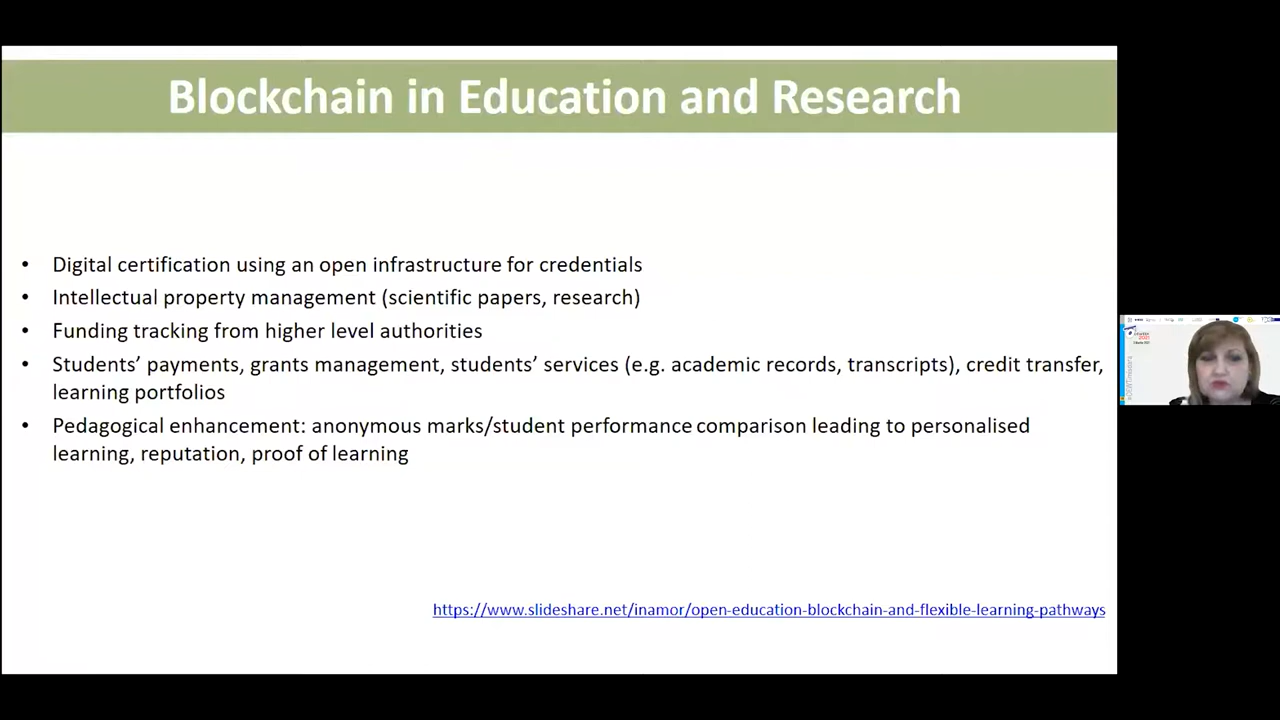 Blockchain in Education and Research
• Digital certification using an open infrastructure for credentials
• Intellectual property management (scientific papers, research)
• Funding tracking from higher level authorities
• Students’ payments, grants management, students’ services (e.g. academic records, transcripts), credit transfer,
learning portfolios
• Pedagogical enhancement: anonymous marks/student performance comparison leading to personalised
learning, reputation, proof of learning
https://www.slideshare.net/inamor/open-education-blockchain-and-flexible-learning-pathways